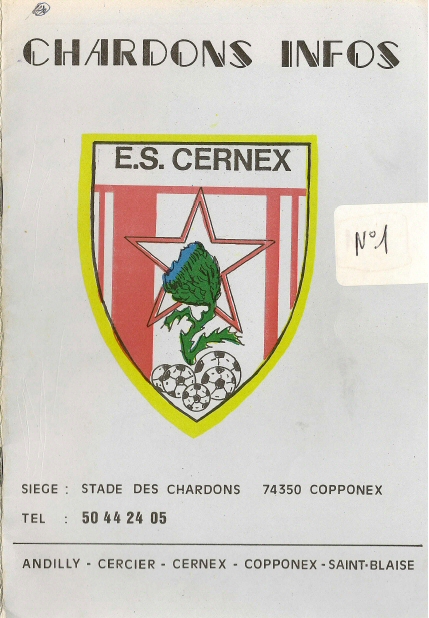 CHARDONS INFOS
E.S. CERNEX
N°1
SIEGE : STADE DES CHARDONS 74350 COPPONEX
TEL : 50 44 24 05
ANDILLY - CERCIER - CERNEX - COPPONEX - SAINT-BLAISE